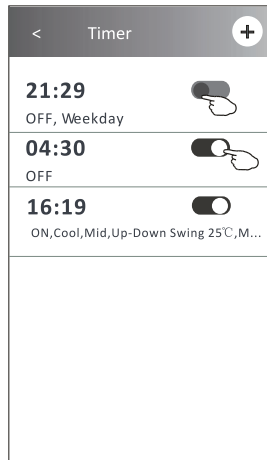 < Timer +
21:29
OFF, Weekday
04:30
OFF
16:19
ON,Cool,Mid,Up-Down Swing 25℃,M...